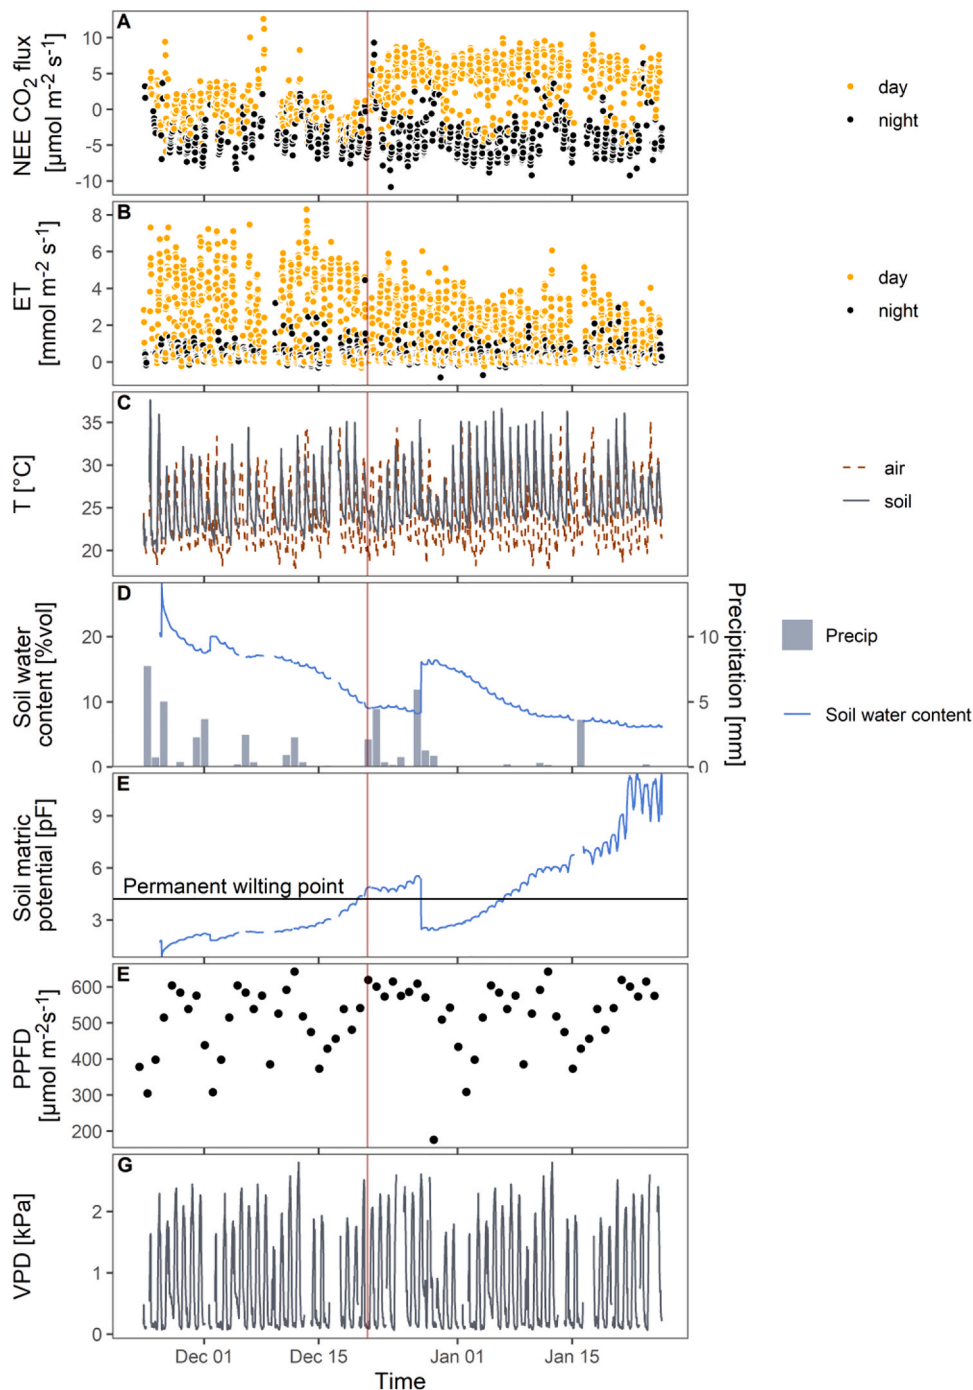 A
NEE CO2 flux
[µmol m-2 s-1]
10
5
0
-5
-10
day
night
B
ET
[mmol m-2 s-1]
8
6
4
2
0
day
night
C
T [°C]
35
30
25
20
air
soil
D
Soil water
content [%vol]
20
10
0
10
5
0
Precipitation [mm]
Precip
Soil water content
E
Soil matric
potential [pF]
9
6
3
Permanent wilting point
E
PPFD
[µmol m-2s-1]
600
500
400
300
200
G
VPD [kPa]
2
1
0
Dec 01
Dec 15
Jan 01
Jan 15
Time